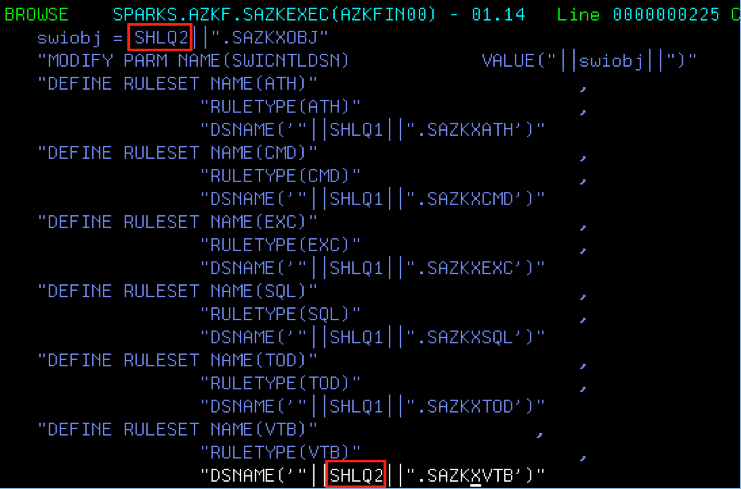 BROWSE    SPARKS.AZKF.SAZKEXEC(AZKFIN00) - 01.14    Line 0000000225 C
swiobj = SHLQ2||".SAZKXOBJ"
"MODIFY PARM NAME(SWICNTLDSN)    VALUE("||swiobj||")"
"DEFINE RULESET NAME(ATH)" ,
"RULETYPE(ATH)" ,
"DSNAME('"||SHLQ1||".SAZKXATH')"
"DEFINE RULESET NAME(CMD)" ,
"RULETYPE(CMD)" ,
"DSNAME('"||SHLQ1||".SAZKXCMD')"
"DEFINE RULESET NAME(EXC)" ,
"RULETYPE(EXC)" ,
"DSNAME('"||SHLQ1||".SAZKXEXC')"
"DEFINE RULESET NAME(SQL)" ,
"RULETYPE(SQL)" ,
"DSNAME('"||SHLQ1||".SAZKXSQL')"
"DEFINE RULESET NAME(TOD)" ,
"RULETYPE(TOD)" ,
"DSNAME('"||SHLQ1||".SAZKXTOD')"
"DEFINE RULESET NAME(VTB)" ,
"RULETYPE(VTB)" ,
"DSNAME('"||SHLQ2||".SAZKXVTB')"